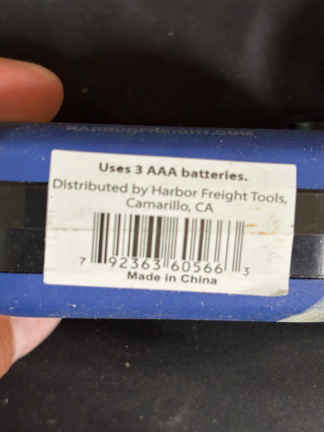 Uses 3 AAA batteries.
Distributed by Harbor Freight Tools,
Camarillo, CA
7 92363 60566 3
Made in China